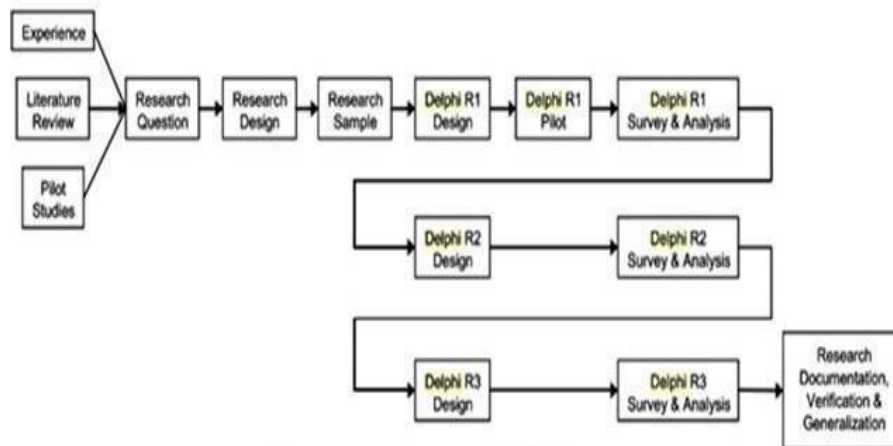 Experience
Literature
Review
Pilot
Studies
Research
Question
Research
Design
Research
Sample
Delphi R1
Design
Delphi R1
Pilot
Delphi R1
Survey & Analysis
Delphi R2
Design
Delphi R2
Survey & Analysis
Delphi R3
Design
Delphi R3
Survey & Analysis
Research
Documentation,
Verification &
Generalization